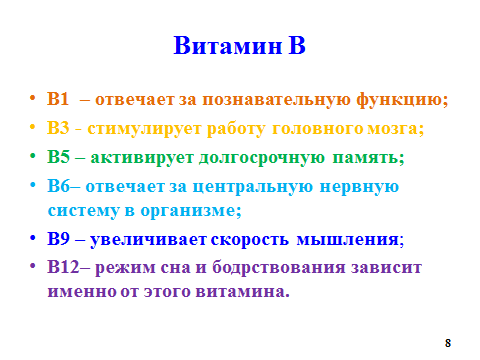 Витамин В
• В1 – отвечает за познавательную функцию;
• В3 - стимулирует работу головного мозга;
• В5 – активирует долгосрочную память;
• В6– отвечает за центральную нервную
систему в организме;
• В9 – увеличивает скорость мышления;
• В12– режим сна и бодрствования зависит
именно от этого витамина.
8